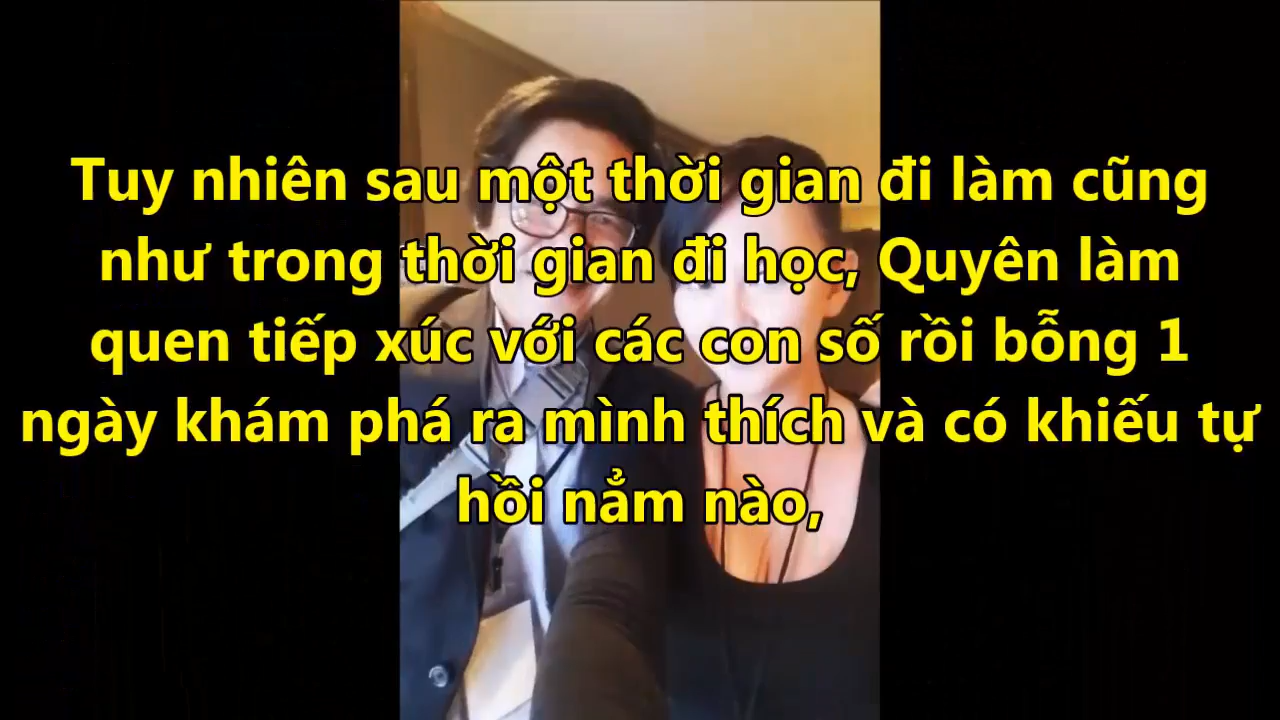 Tuy nhiên sau một thời gian đi làm cũng
như trong thời gian đi học, Quyên làm
quen tiếp xúc với các con số rồi bỗng 1
ngày khám phá ra mình thích và có khiếu tự
hồi nẳm nào,